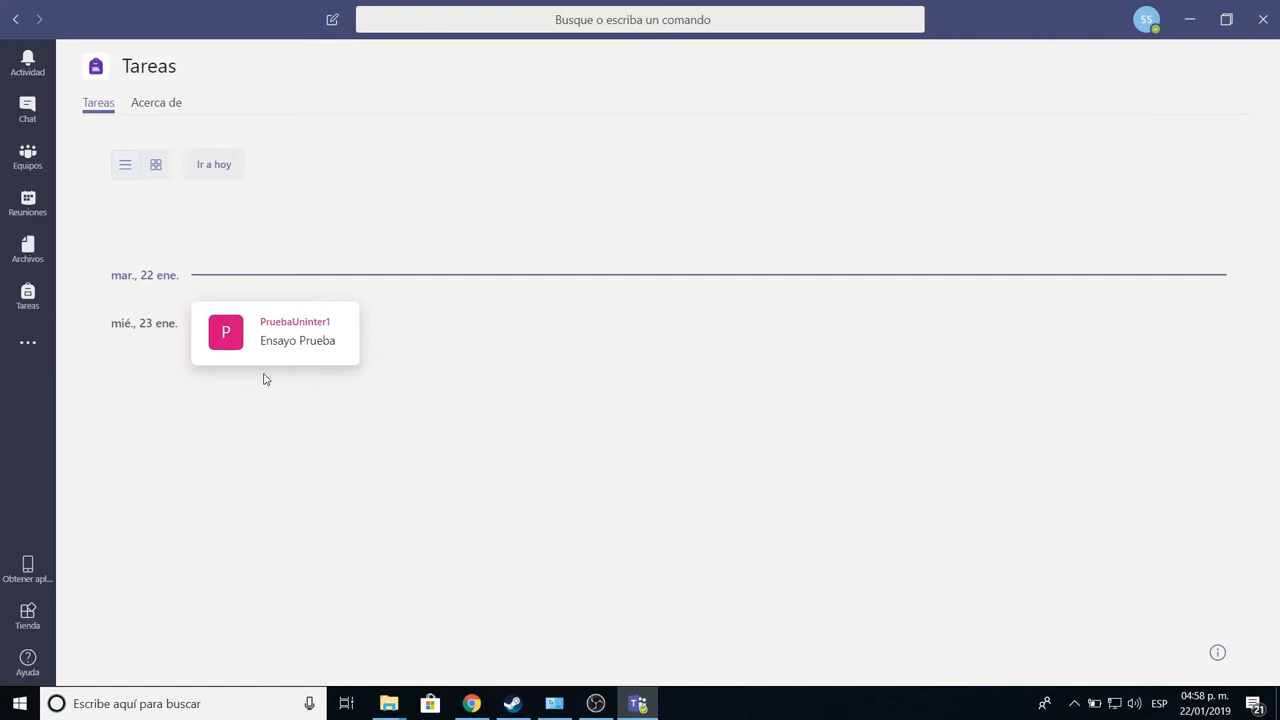 Busque o escriba un comando
SS
Actividad
Chat
Equipos
Reuniones
Archivos
Tareas
Obtener apl...
Tienda
Ayuda
Tareas
Tareas
Acerca de
Ir a hoy
mar., 22 ene.
mié., 23 ene.
P
PruebaUninter1
Ensayo Prueba
Escribe aquí para buscar
ESP
04:58 p. m.
22/01/2019
21